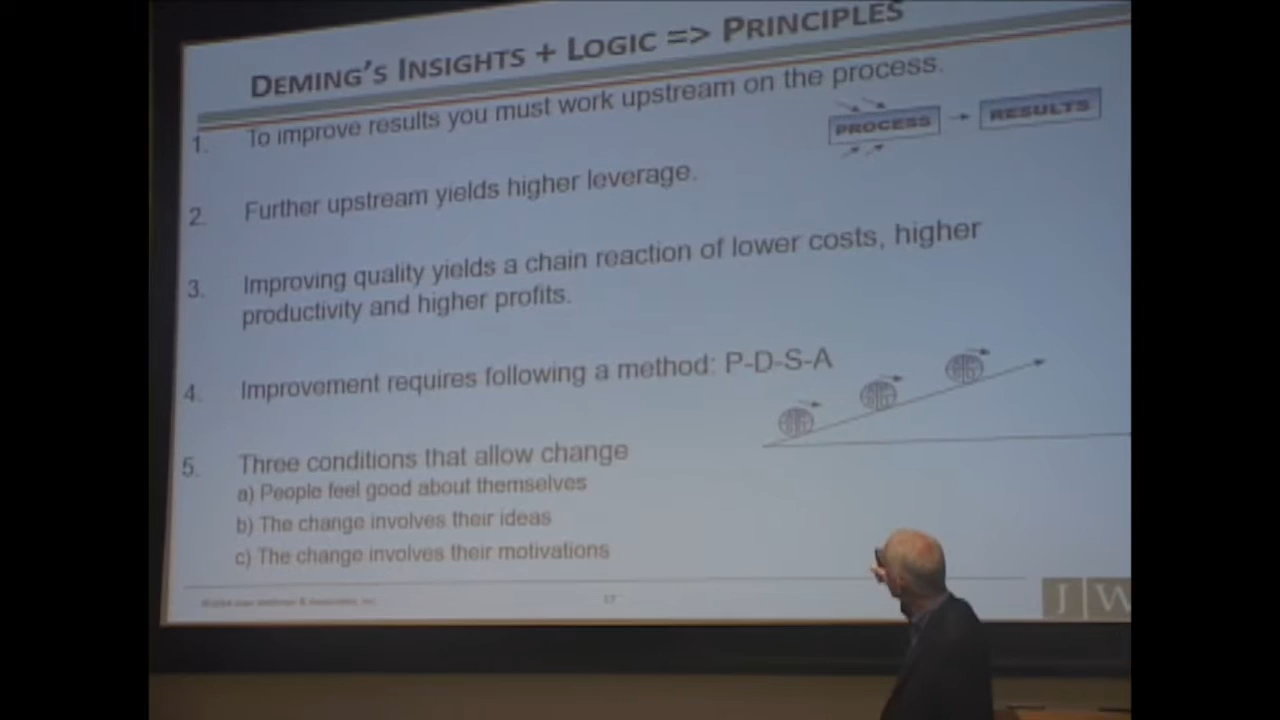 DEMING'S INSIGHTS + LOGIC => PRINCIPLES
1. To improve results you must work upstream on the process.
PROCESS → RESULTS
2. Further upstream yields higher leverage.
3. Improving quality yields a chain reaction of lower costs, higher
productivity and higher profits.
4. Improvement requires following a method: P-D-S-A
5. Three conditions that allow change
a) People feel good about themselves
b) The change involves their ideas
c) The change involves their motivations
17
J W